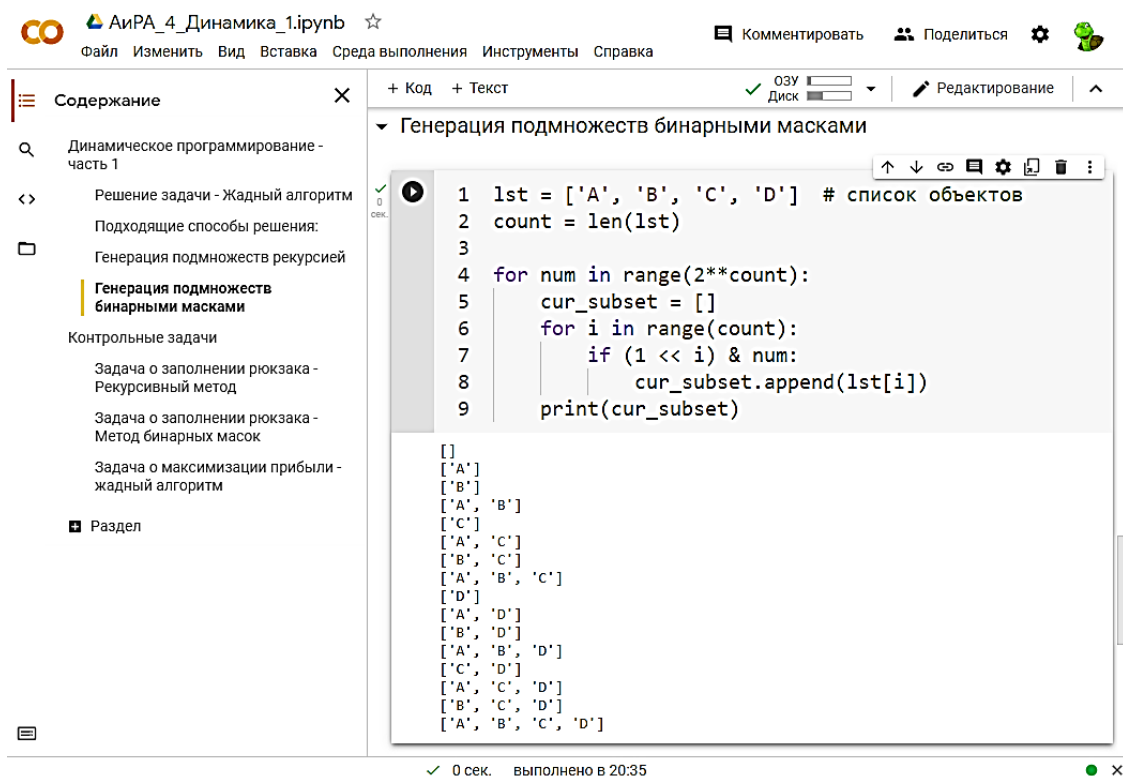 АиРА_4_Динамика_1.ipynb
Файл Изменить Вид Вставка Среда выполнения Инструменты Справка
Комментировать
Поделиться
Содержание
Динамическое программирование -
часть 1
Решение задачи - Жадный алгоритм
Подходящие способы решения:
Генерация подмножеств рекурсией
Генерация подмножеств
бинарными масками
Контрольные задачи
Задача о заполнении рюкзака -
Рекурсивный метод
Задача о заполнении рюкзака -
Метод бинарных масок
Задача о максимизации прибыли -
жадный алгоритм
Раздел
+ Код + Текст
ОЗУ
Диск
Редактирование
Генерация подмножеств бинарными масками
0
сек.
1 lst = ['A', 'B', 'C', 'D'] # список объектов
2 count = len(lst)
3
4 for num in range(2**count):
5     cur_subset = []
6     for i in range(count):
7         if (1 << i) & num:
8             cur_subset.append(lst[i])
9     print(cur_subset)
[]
['A']
['B']
['A', 'B']
['C']
['A', 'C']
['B', 'C']
['A', 'B', 'C']
['D']
['A', 'D']
['B', 'D']
['A', 'B', 'D']
['C', 'D']
['A', 'C', 'D']
['B', 'C', 'D']
['A', 'B', 'C', 'D']
0 сек. выполнено в 20:35